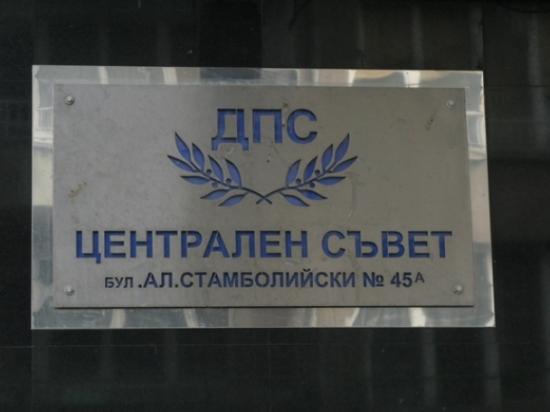 ДПС
ЦЕНТРАЛЕН СЪВЕТ
БУЛ .АЛ.СТАМБОЛИЙСКИ № 45А